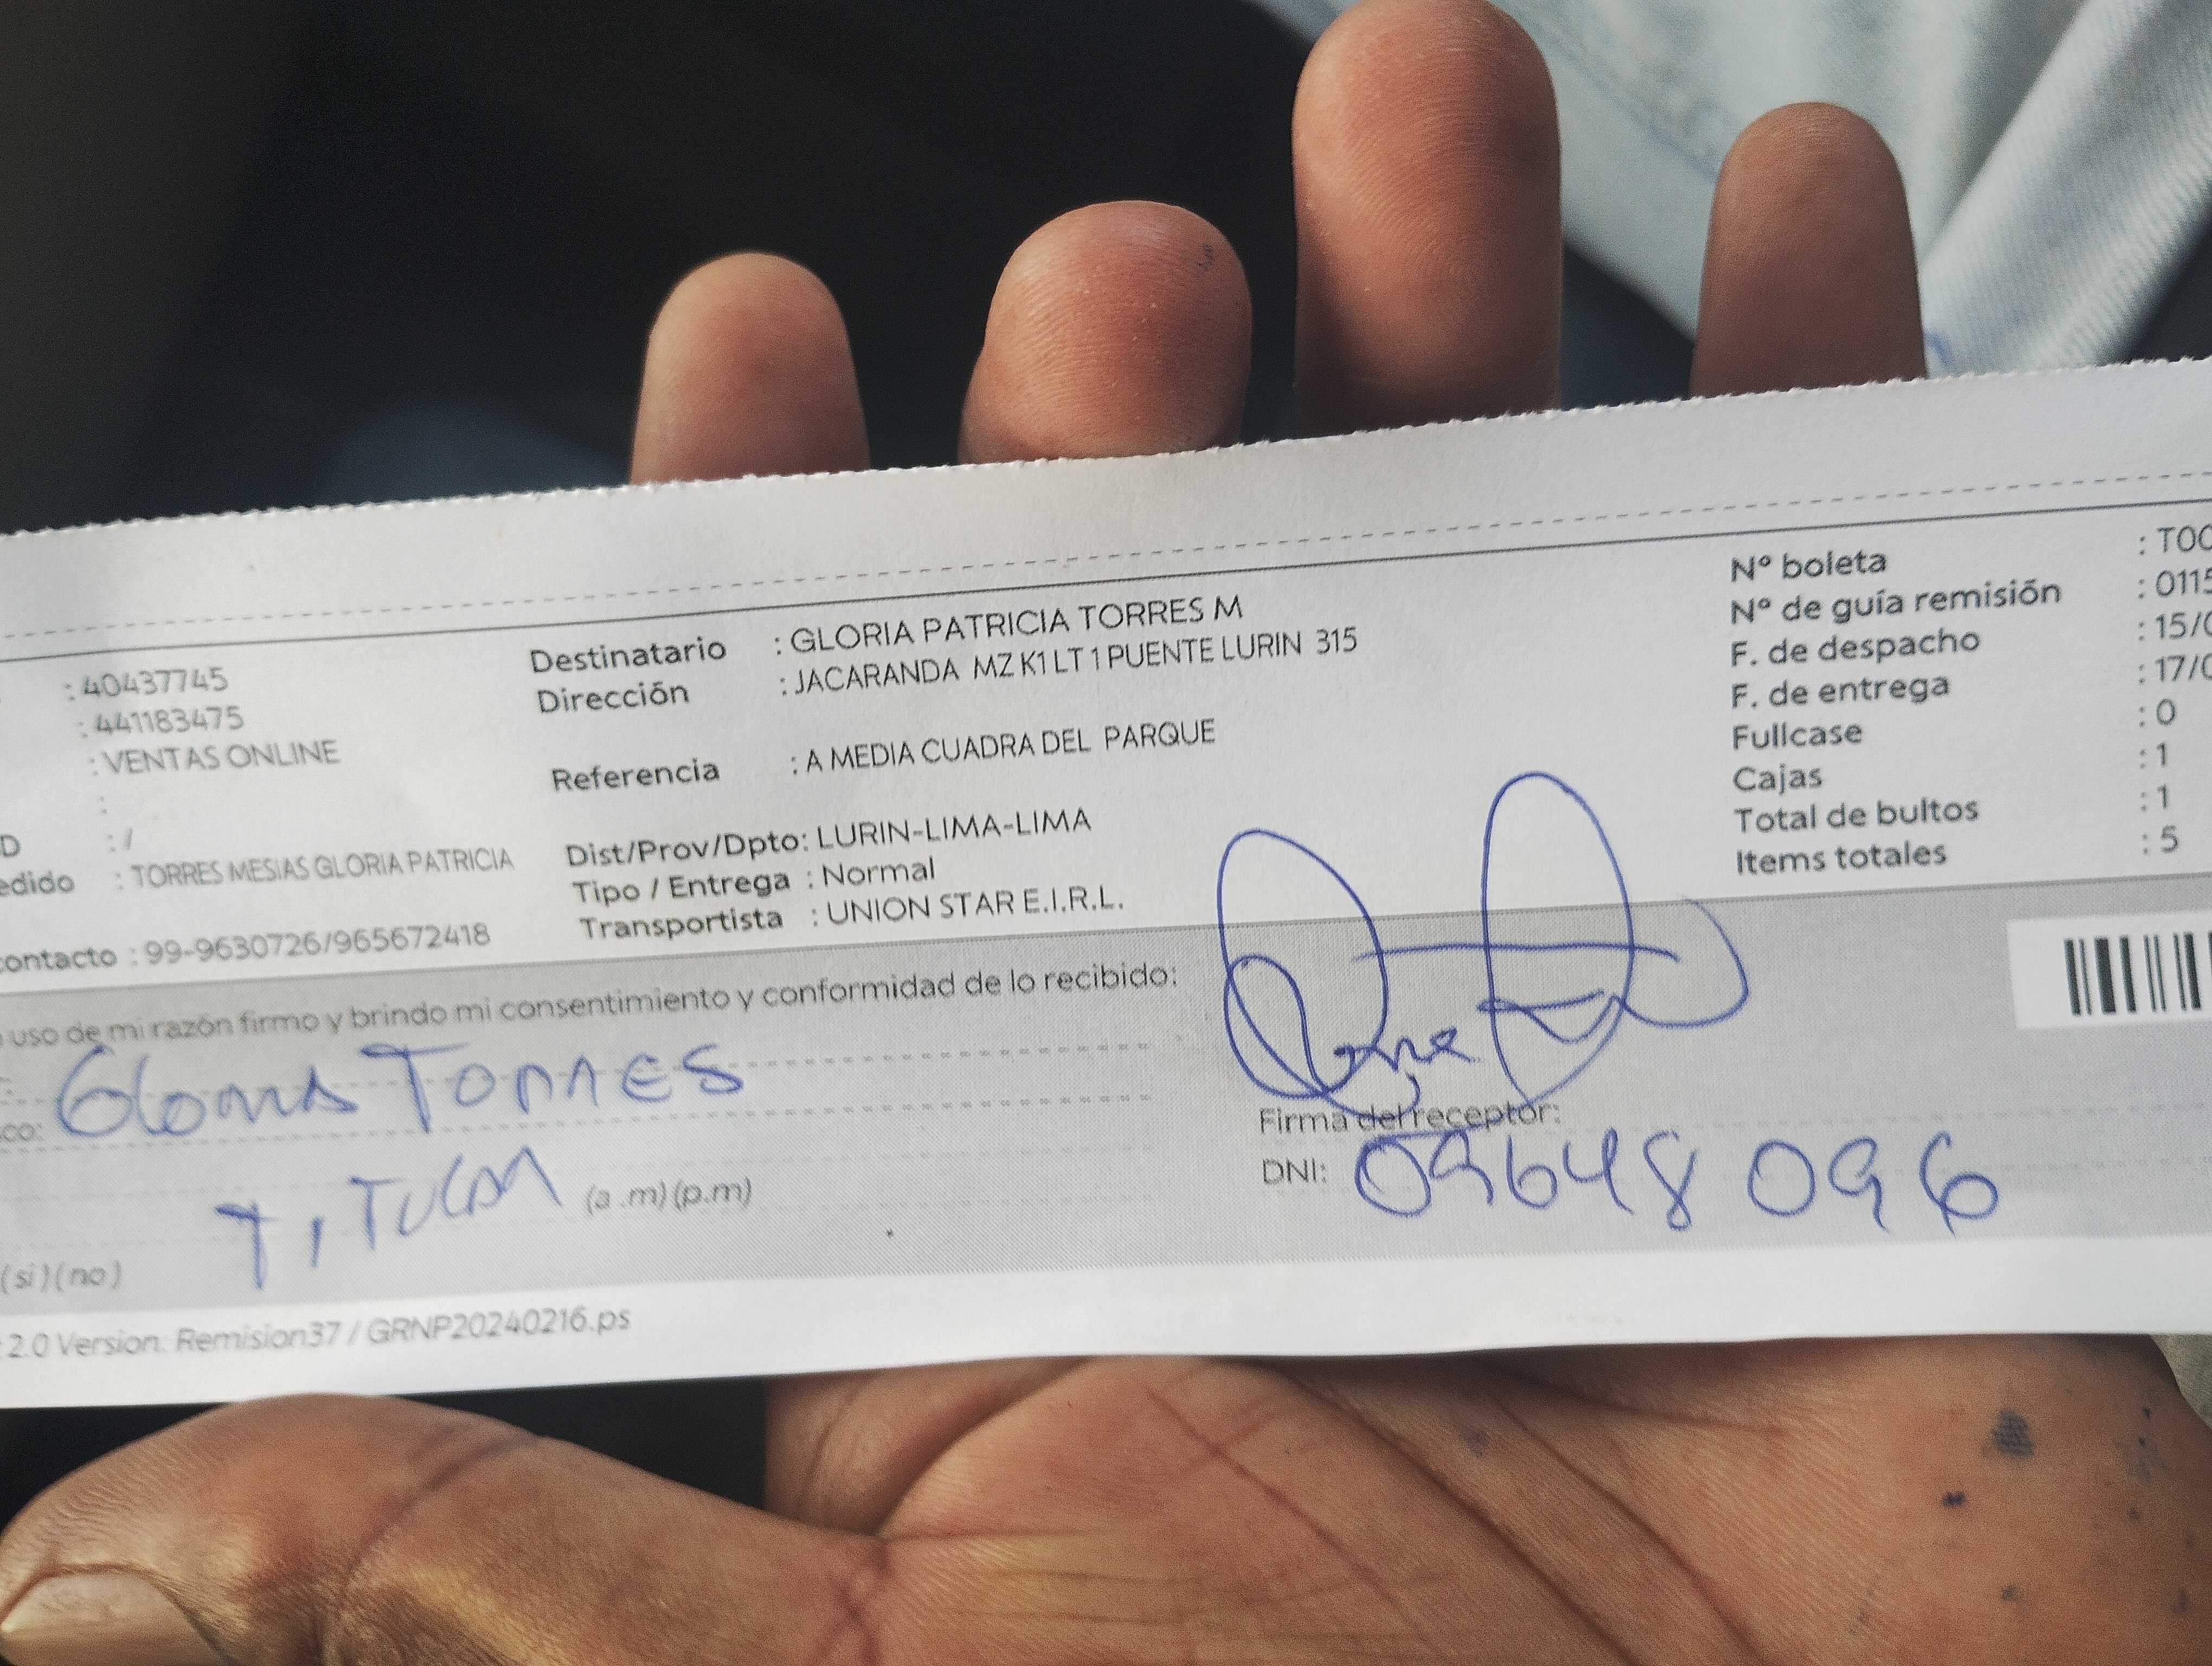 : 40437745
: 441183475
: VENTAS ONLINE
:
D : /
edido : TORRES MESIAS GLORIA PATRICIA
contacto : 99-9630726/965672418
Destinatario : GLORIA PATRICIA TORRES M
Dirección : JACARANDA MZ K1 LT 1 PUENTE LURIN 315
Referencia : A MEDIA CUADRA DEL PARQUE
Dist/Prov/Dpto: LURIN-LIMA-LIMA
Tipo / Entrega : Normal
Transportista : UNION STAR E.I.R.L.
Nº boleta : T00
Nº de guía remisión : 0115
F. de despacho : 15/0
F. de entrega : 17/0
Fullcase : 0
Cajas : 1
Total de bultos : 1
Items totales : 5
uso de mi razón firmo y brindo mi consentimiento y conformidad de lo recibido:
co: Gloria Torres
Titular (a .m) (p.m)
(si) (no)
Firma del receptor:
DNI: 09648096
2.0 Version. Remision37 / GRNP20240216.ps